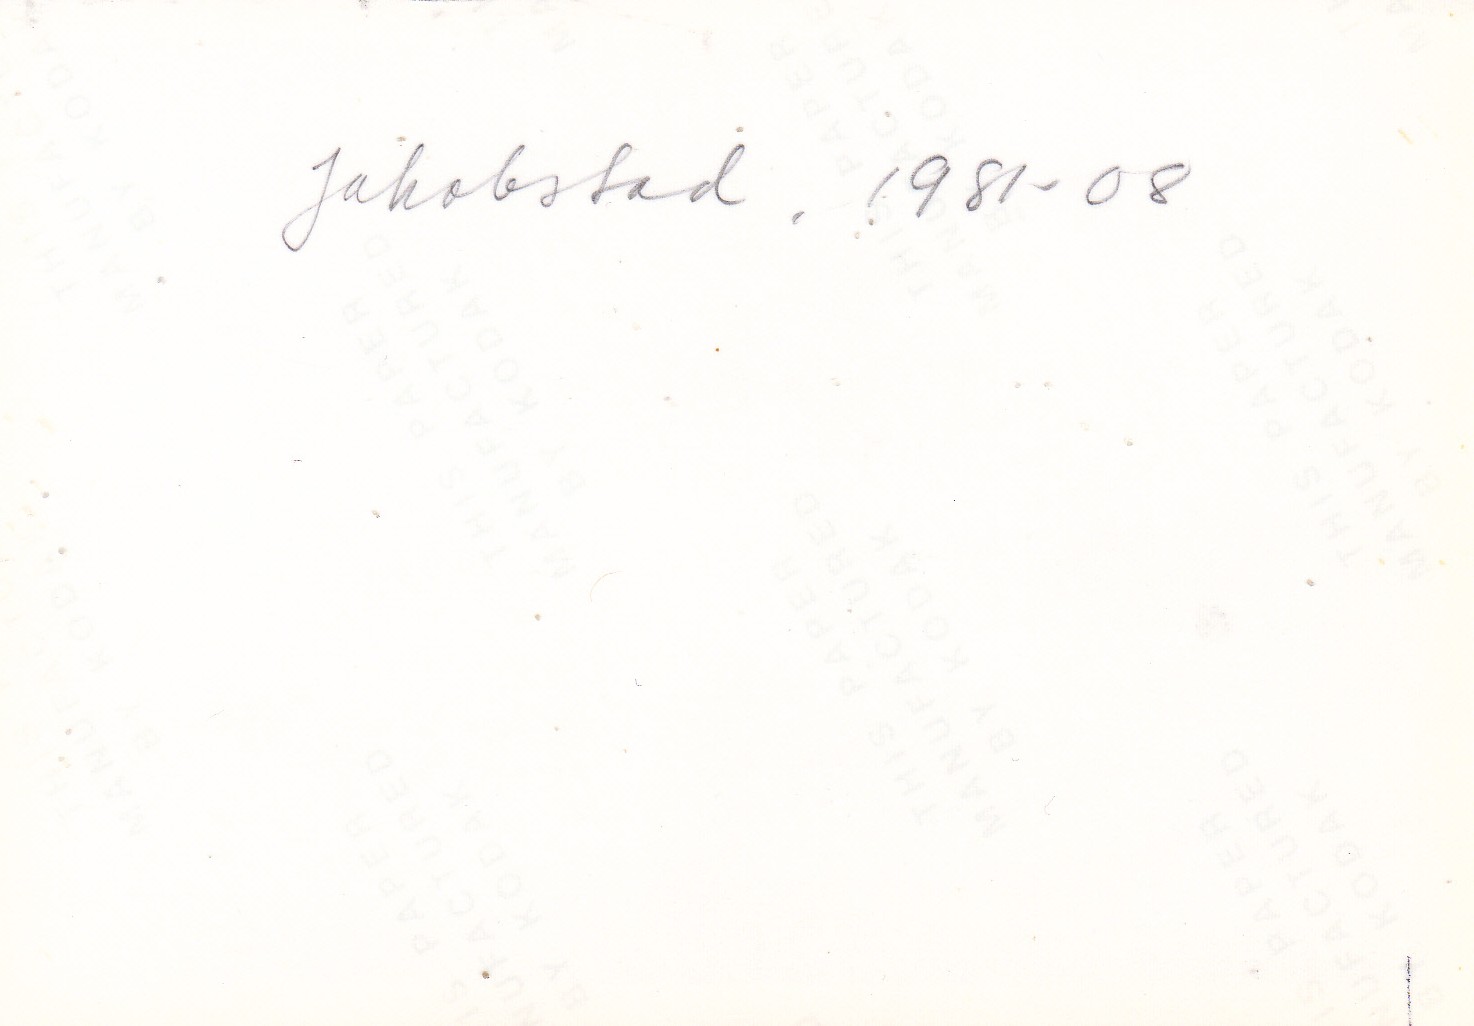 Jakobstad. 1981-08
THIS PAPER
MANUFACTURED
BY KODAK